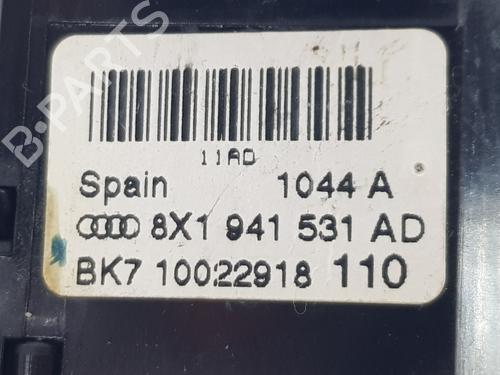 B-PARTS
11AD
Spain 1044 A
8X1 941 531 AD
BK7 10022918 110